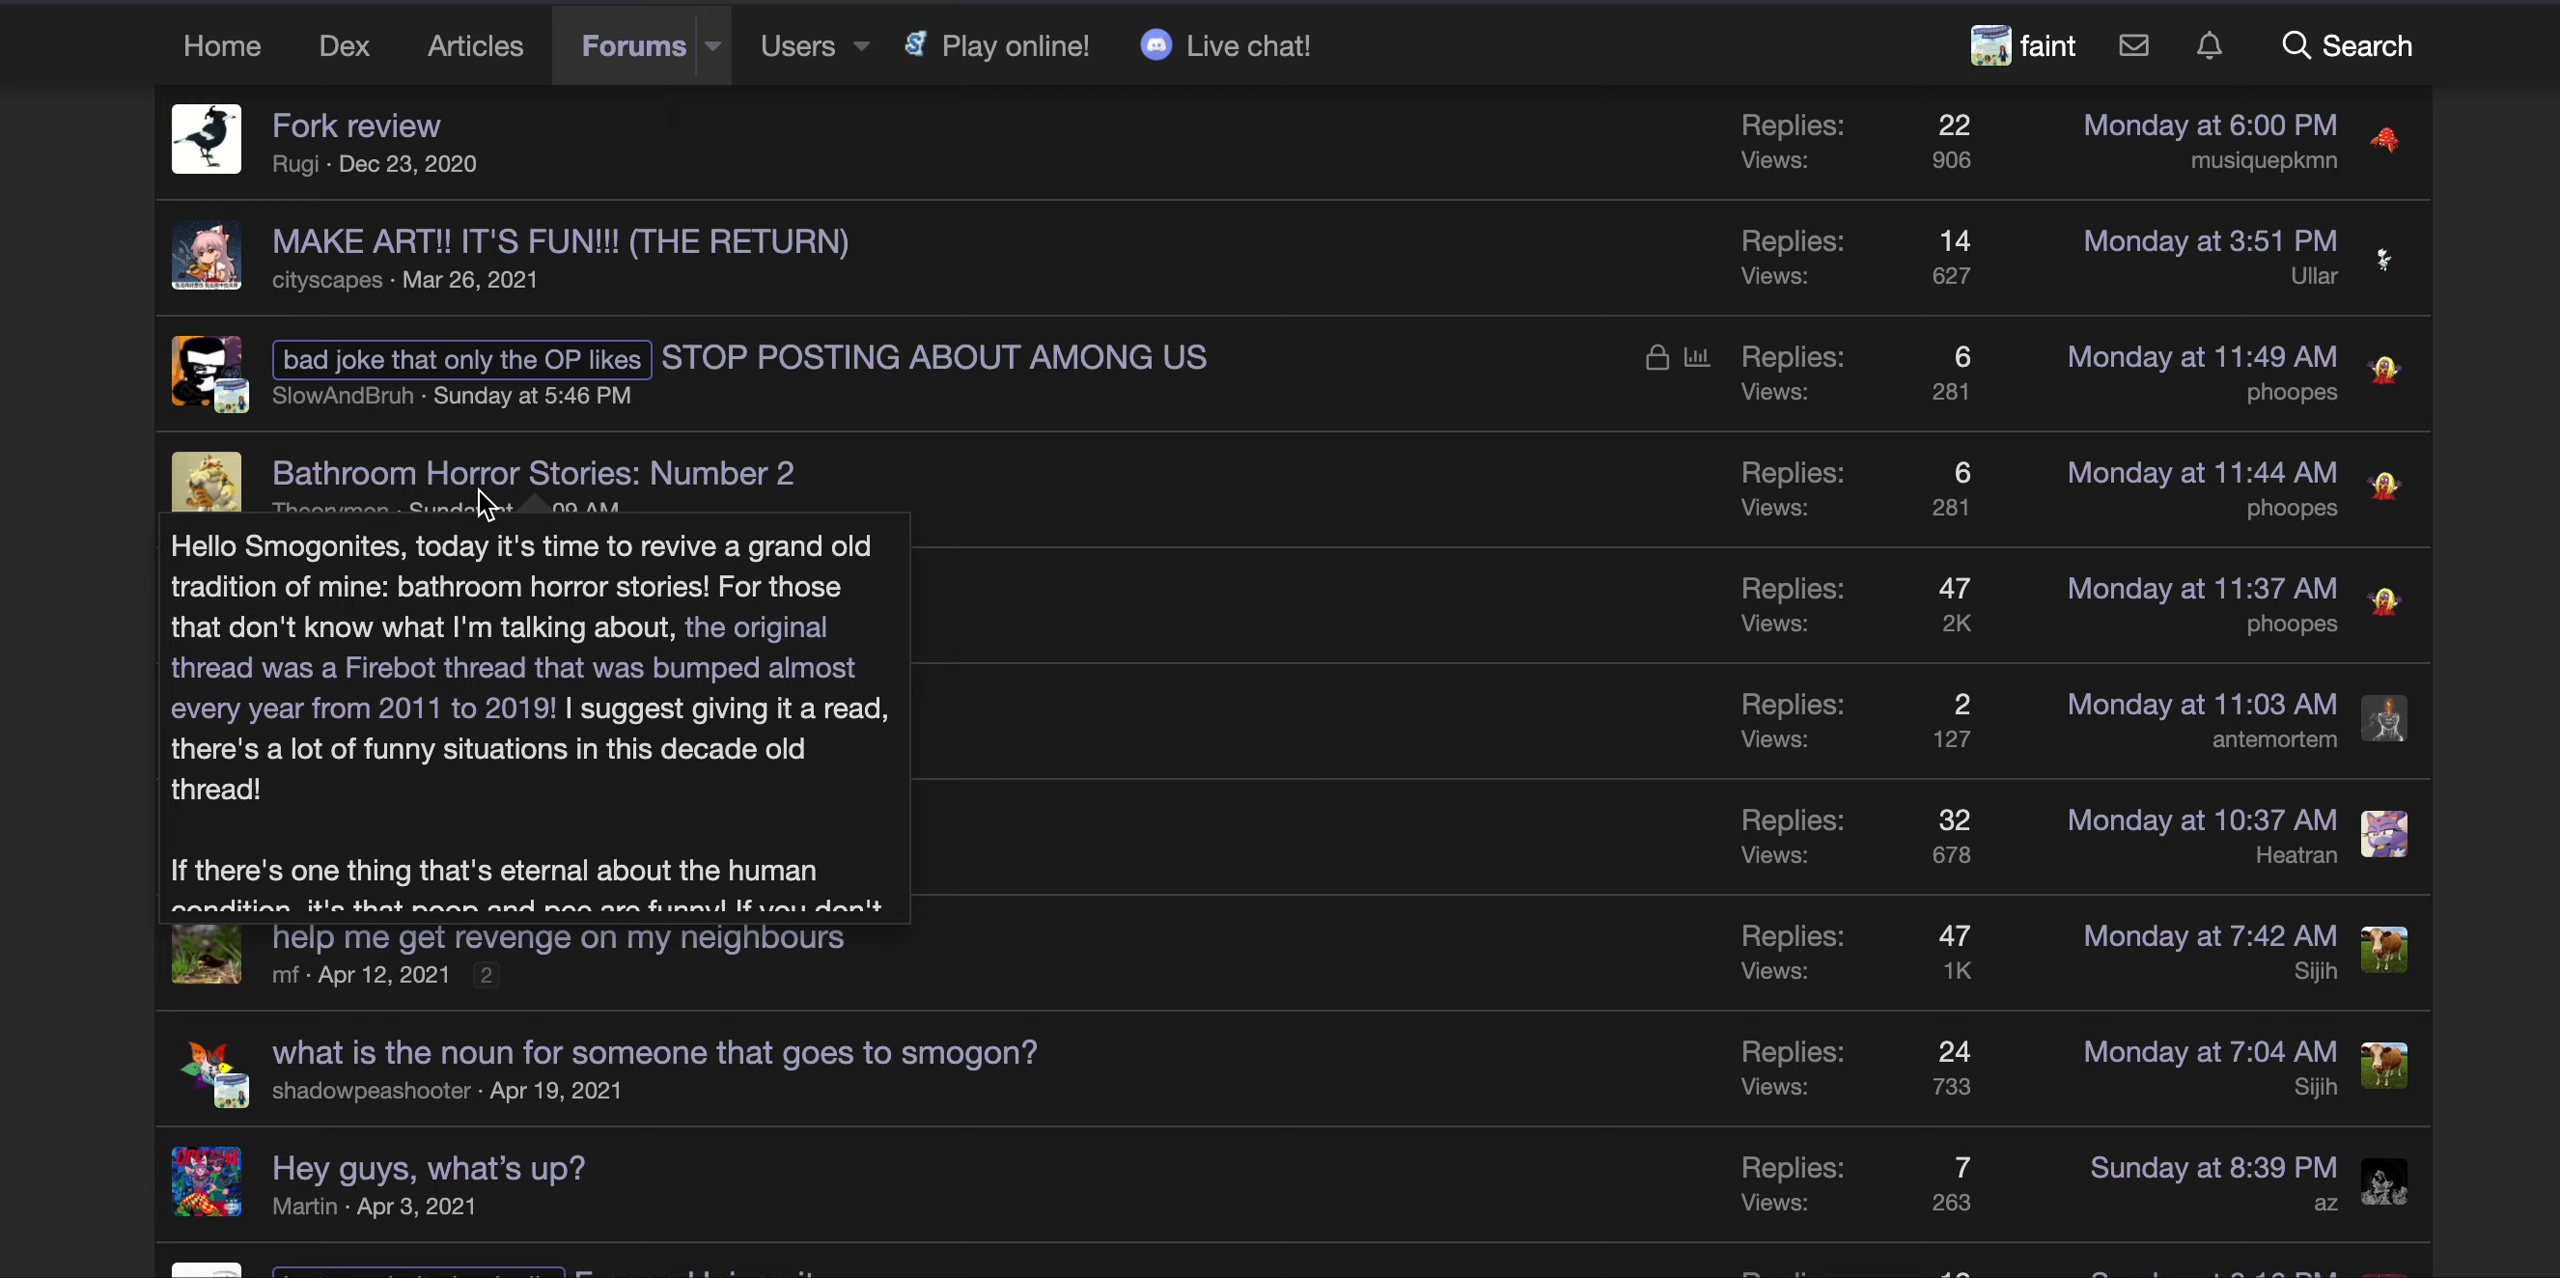 Home Dex Articles Forums Users Play online! Live chat! faint Search
Fork review Replies: 22 Monday at 6:00 PM
Rugi · Dec 23, 2020 Views: 906 musiquepkmn
MAKE ART!! IT'S FUN!!! (THE RETURN) Replies: 14 Monday at 3:51 PM
cityscapes · Mar 26, 2021 Views: 627 Ullar
bad joke that only the OP likes STOP POSTING ABOUT AMONG US Replies: 6 Monday at 11:49 AM
SlowAndBruh · Sunday at 5:46 PM Views: 281 phoopes
Bathroom Horror Stories: Number 2 Replies: 6 Monday at 11:44 AM
Theorymon · Views: 281 phoopes
Hello Smogonites, today it's time to revive a grand old
tradition of mine: bathroom horror stories! For those
that don't know what I'm talking about, the original
thread was a Firebot thread that was bumped almost
every year from 2011 to 2019! I suggest giving it a read,
there's a lot of funny situations in this decade old
thread!
If there's one thing that's eternal about the human
condition, it's that poop and pee are funny! If you don't
Replies: 47 Monday at 11:37 AM
Views: 2K phoopes
Replies: 2 Monday at 11:03 AM
Views: 127 antemortem
Replies: 32 Monday at 10:37 AM
Views: 678 Heatran
help me get revenge on my neighbours Replies: 47 Monday at 7:42 AM
mf · Apr 12, 2021 2 Views: 1K Sijih
what is the noun for someone that goes to smogon? Replies: 24 Monday at 7:04 AM
shadowpeashooter · Apr 19, 2021 Views: 733 Sijih
Hey guys, what's up? Replies: 7 Sunday at 8:39 PM
Martin · Apr 3, 2021 Views: 263 az